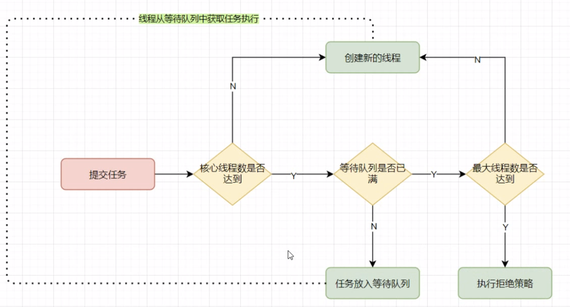 线程从等待队列中获取任务执行
创建新的线程
N
N
提交任务
核心线程数是否
达到
Y
等待队列是否已
满
Y
最大线程数是否
达到
N
Y
任务放入等待队列
执行拒绝策略